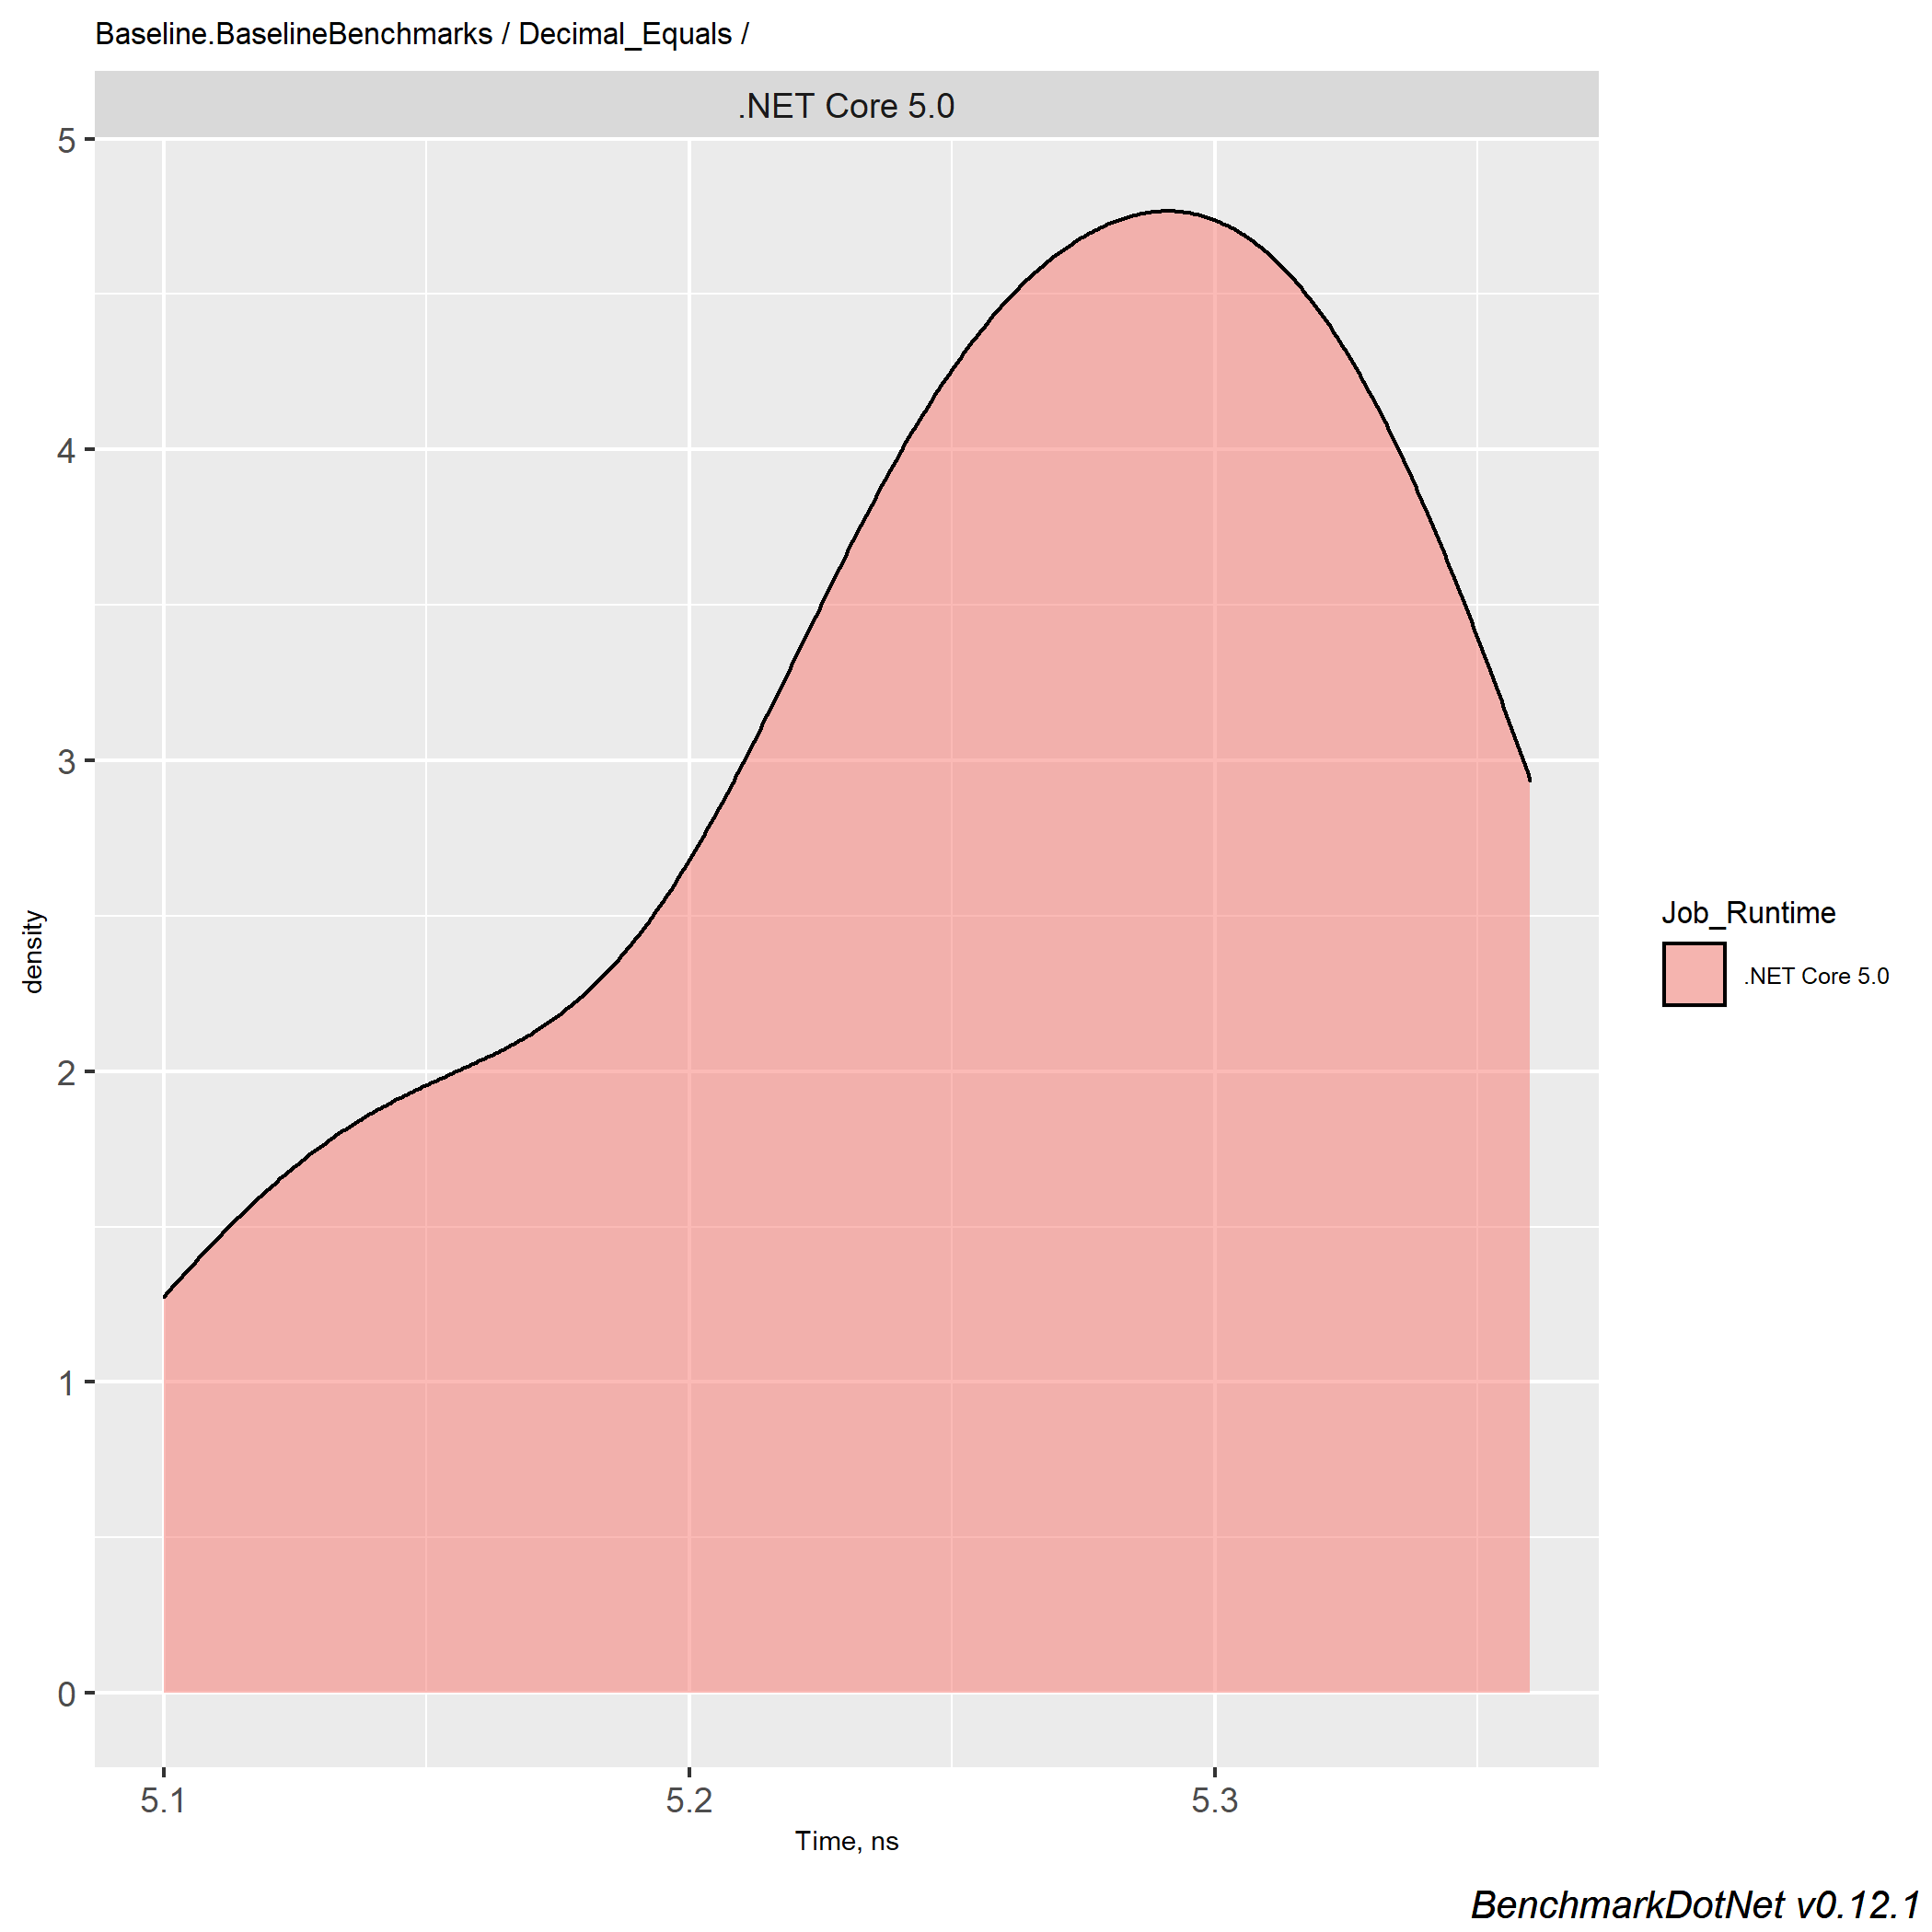 Baseline.BaselineBenchmarks / Decimal_Equals /
.NET Core 5.0
5
4
3
2
1
0
density
5.1
5.2
5.3
Time, ns
Job_Runtime
.NET Core 5.0
BenchmarkDotNet v0.12.1